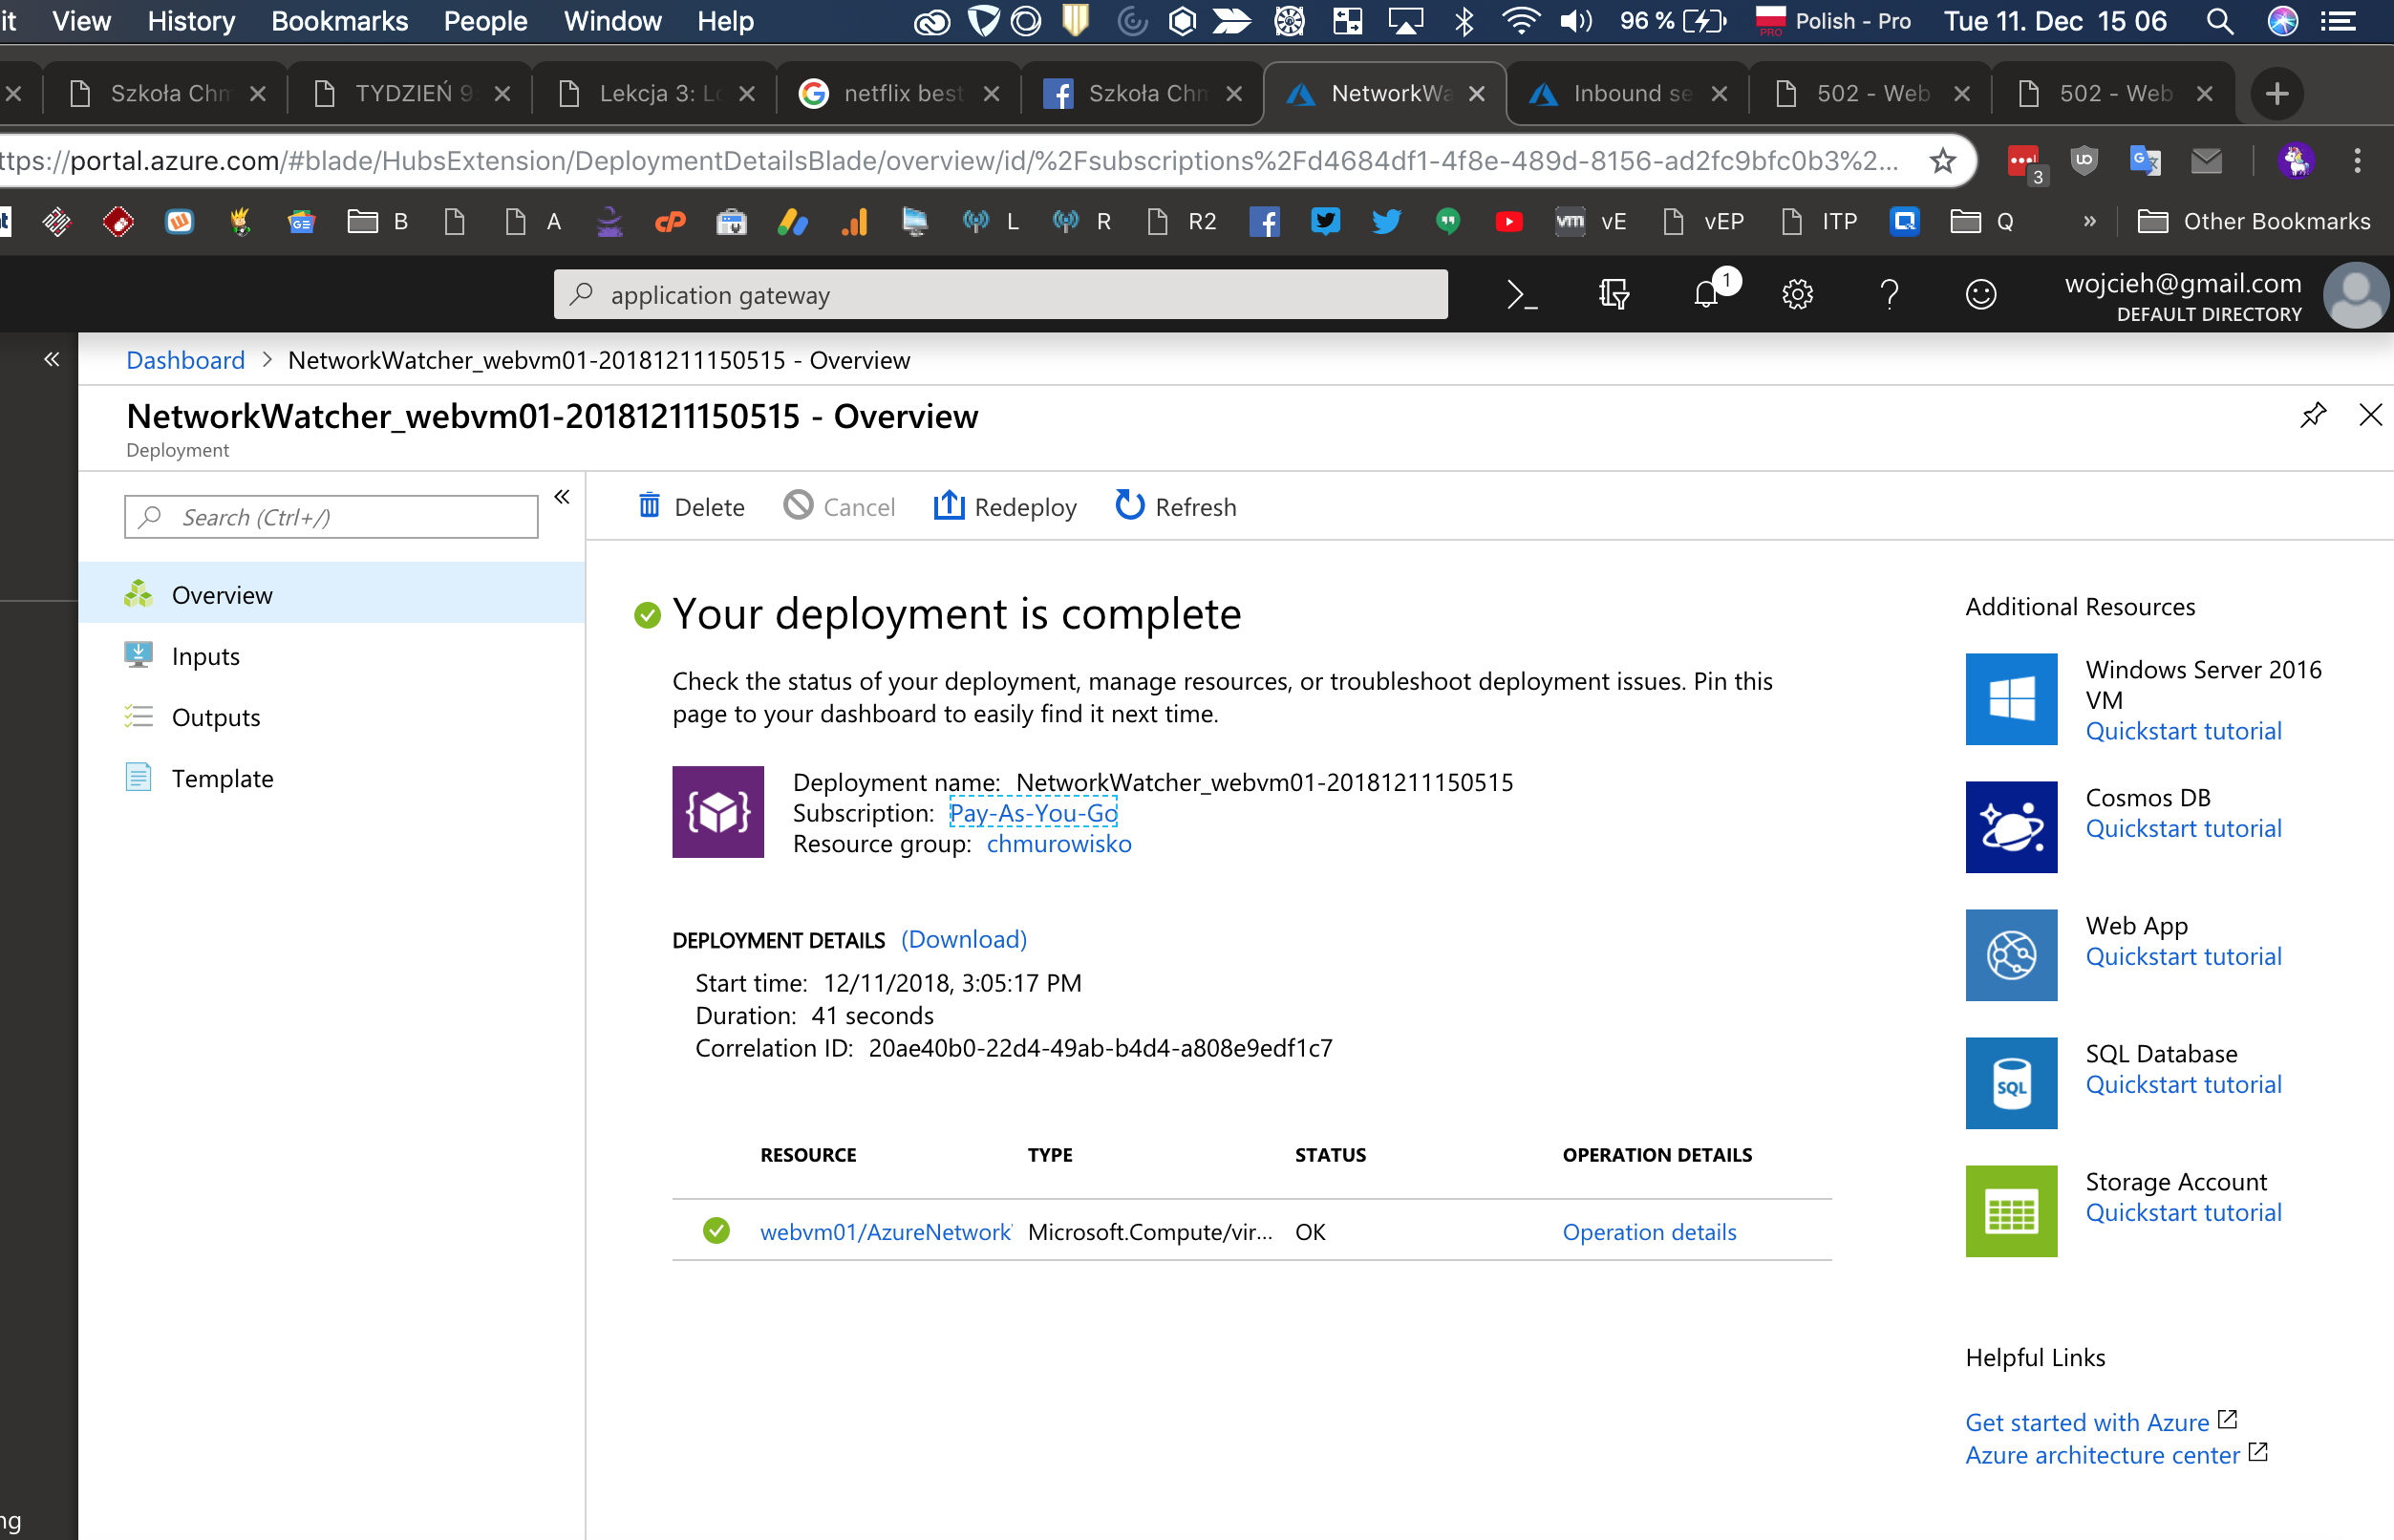 it View History Bookmarks People Window Help 96 % Polish - Pro Tue 11. Dec 15 06
PRO
Szkoła Chm TYDZIEŃ 9 Lekcja 3: Lo netflix best Szkoła Chm NetworkWa Inbound se 502 - Web 502 - Web
ttps://portal.azure.com/#blade/HubsExtension/DeploymentDetailsBlade/overview/id/%2Fsubscriptions%2Fd4684df1-4f8e-489d-8156-ad2fc9bfc0b3%2...
3
B A cP GE L R R2 vm vE vEP ITP Q » Other Bookmarks
application gateway
1
wojcieh@gmail.com
DEFAULT DIRECTORY
Dashboard > NetworkWatcher_webvm01-20181211150515 - Overview
NetworkWatcher_webvm01-20181211150515 - Overview
Deployment
Search (Ctrl+/)
Overview
Inputs
Outputs
Template
Delete Cancel Redeploy Refresh
Your deployment is complete
Check the status of your deployment, manage resources, or troubleshoot deployment issues. Pin this
page to your dashboard to easily find it next time.
Deployment name: NetworkWatcher_webvm01-20181211150515
Subscription: Pay-As-You-Go
Resource group: chmurowisko
DEPLOYMENT DETAILS (Download)
Start time: 12/11/2018, 3:05:17 PM
Duration: 41 seconds
Correlation ID: 20ae40b0-22d4-49ab-b4d4-a808e9edf1c7
RESOURCE TYPE STATUS OPERATION DETAILS
webvm01/AzureNetwork Microsoft.Compute/vir... OK Operation details
Additional Resources
Windows Server 2016
VM
Quickstart tutorial
Cosmos DB
Quickstart tutorial
Web App
Quickstart tutorial
SQL
SQL Database
Quickstart tutorial
Storage Account
Quickstart tutorial
Helpful Links
Get started with Azure
Azure architecture center
ng